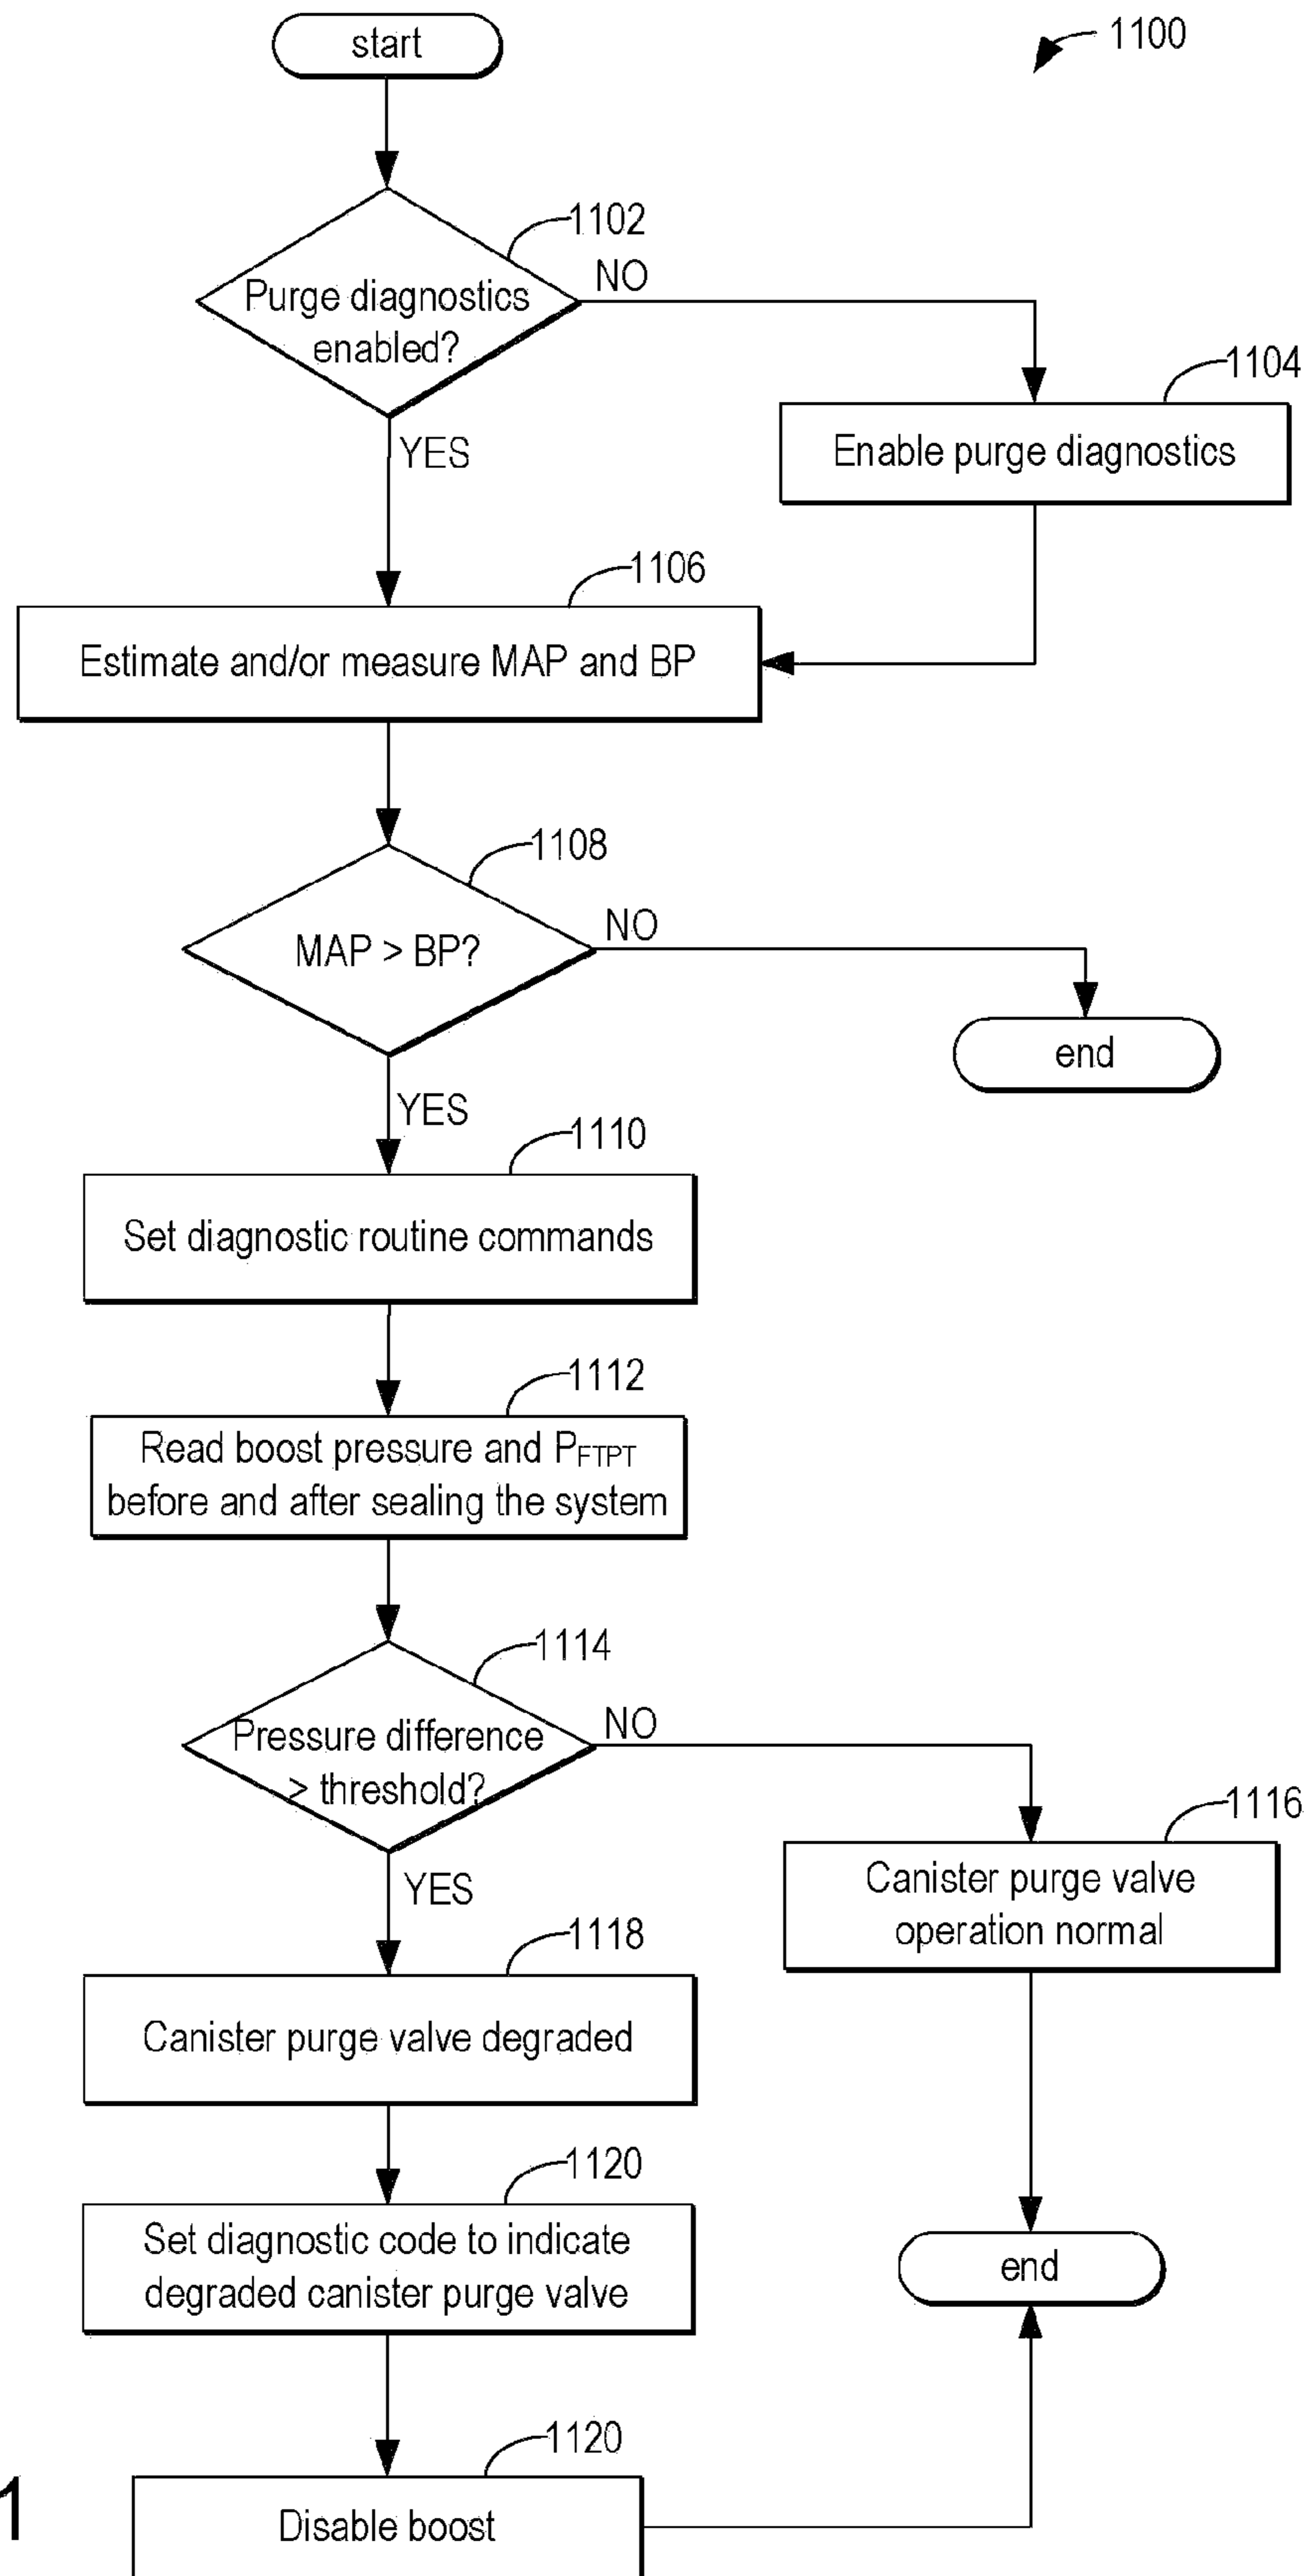 start
1100
1102
Purge diagnostics
enabled?
NO
YES
1104
Enable purge diagnostics
1106
Estimate and/or measure MAP and BP
1108
MAP > BP?
NO
end
YES
1110
Set diagnostic routine commands
1112
Read boost pressure and PFTPT
before and after sealing the system
1114
Pressure difference
> threshold?
NO
YES
1116
Canister purge valve
operation normal
1118
Canister purge valve degraded
1120
Set diagnostic code to indicate
degraded canister purge valve
end
1120
Disable boost
1